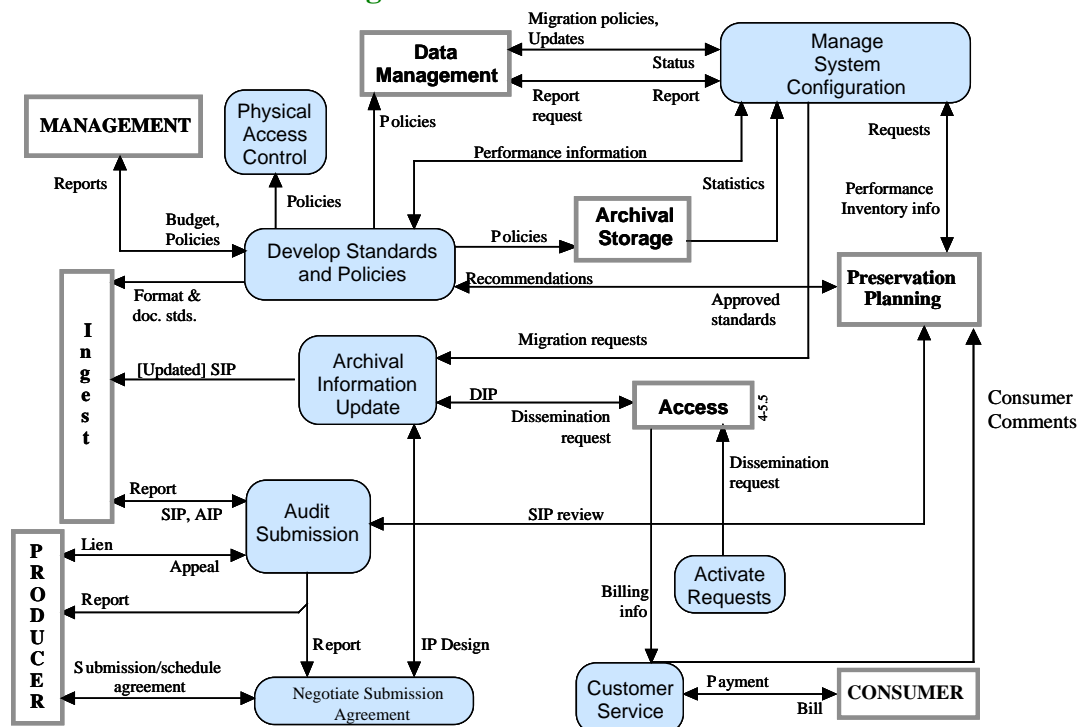 Migration policies,
Updates
Data
Management
Status
Manage
System
Configuration
Report
request
Report
MANAGEMENT
Physical
Access
Control
Policies
Performance information
Requests
Reports
Policies
Statistics
Performance
Inventory info
Budget,
Policies
Develop Standards
and Policies
Policies
Archival
Storage
Recommendations
Approved
standards
Preservation
Planning
Format &
doc. stds.
Ingest
Migration requests
[Updated] SIP
Archival
Information
Update
DIP
Dissemination
request
Access
4-5.5
Consumer
Comments
Dissemination
request
Report
SIP, AIP
Audit
Submission
SIP review
PRODUCER
Lien
Appeal
Activate
Requests
Billing
info
Report
Report
IP Design
Submission/schedule
agreement
Negotiate Submission
Agreement
Customer
Service
Payment
Bill
CONSUMER